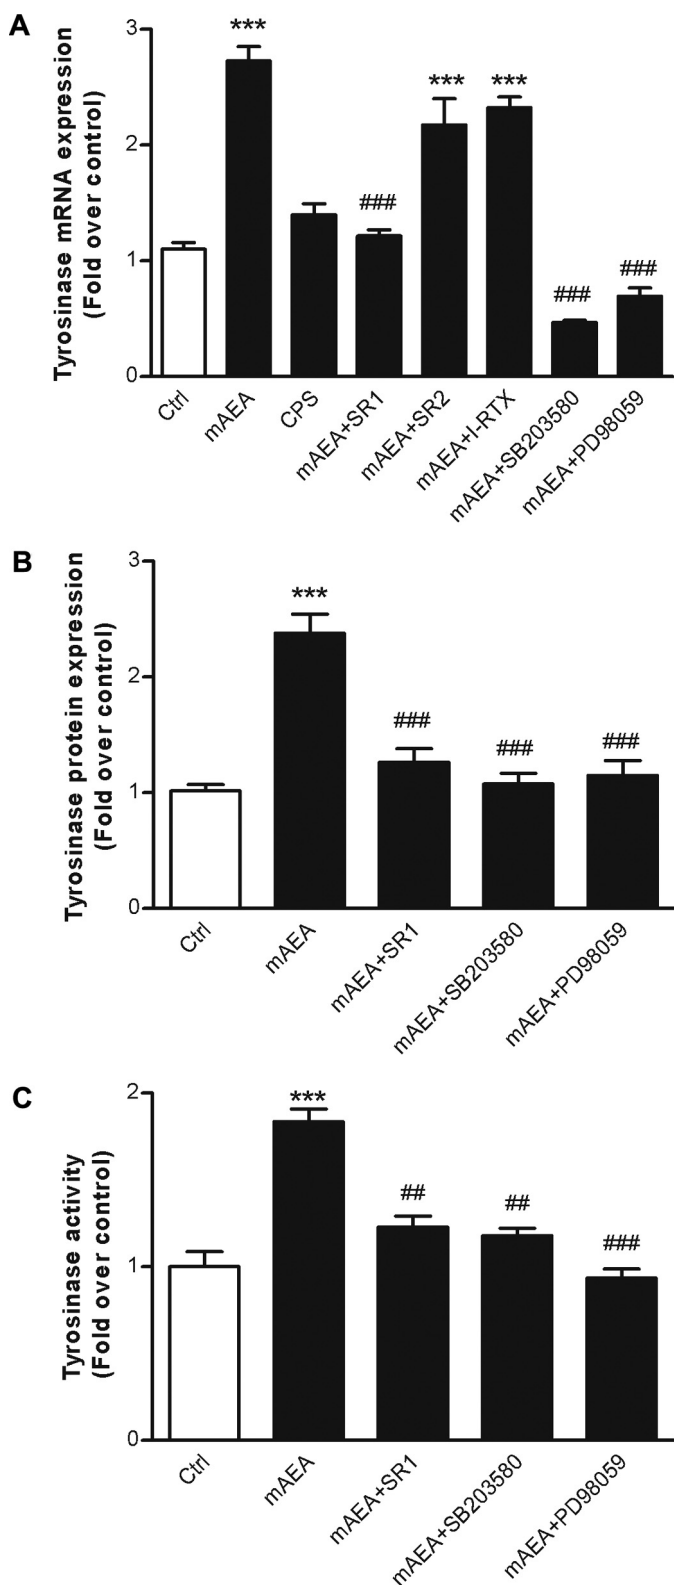 A
Tyrosinase mRNA expression
(Fold over control)
3
2
1
0
***
###
***
***
###
###
Ctrl
mAEA
CPS
mAEA+SR1
mAEA+SR2
mAEA+I-RTX
mAEA+SB203580
mAEA+PD98059
B
Tyrosinase protein expression
(Fold over control)
3
2
1
0
***
###
###
###
Ctrl
mAEA
mAEA+SR1
mAEA+SB203580
mAEA+PD98059
C
Tyrosinase activity
(Fold over control)
2
1
0
***
##
##
###
Ctrl
mAEA
mAEA+SR1
mAEA+SB203580
mAEA+PD98059